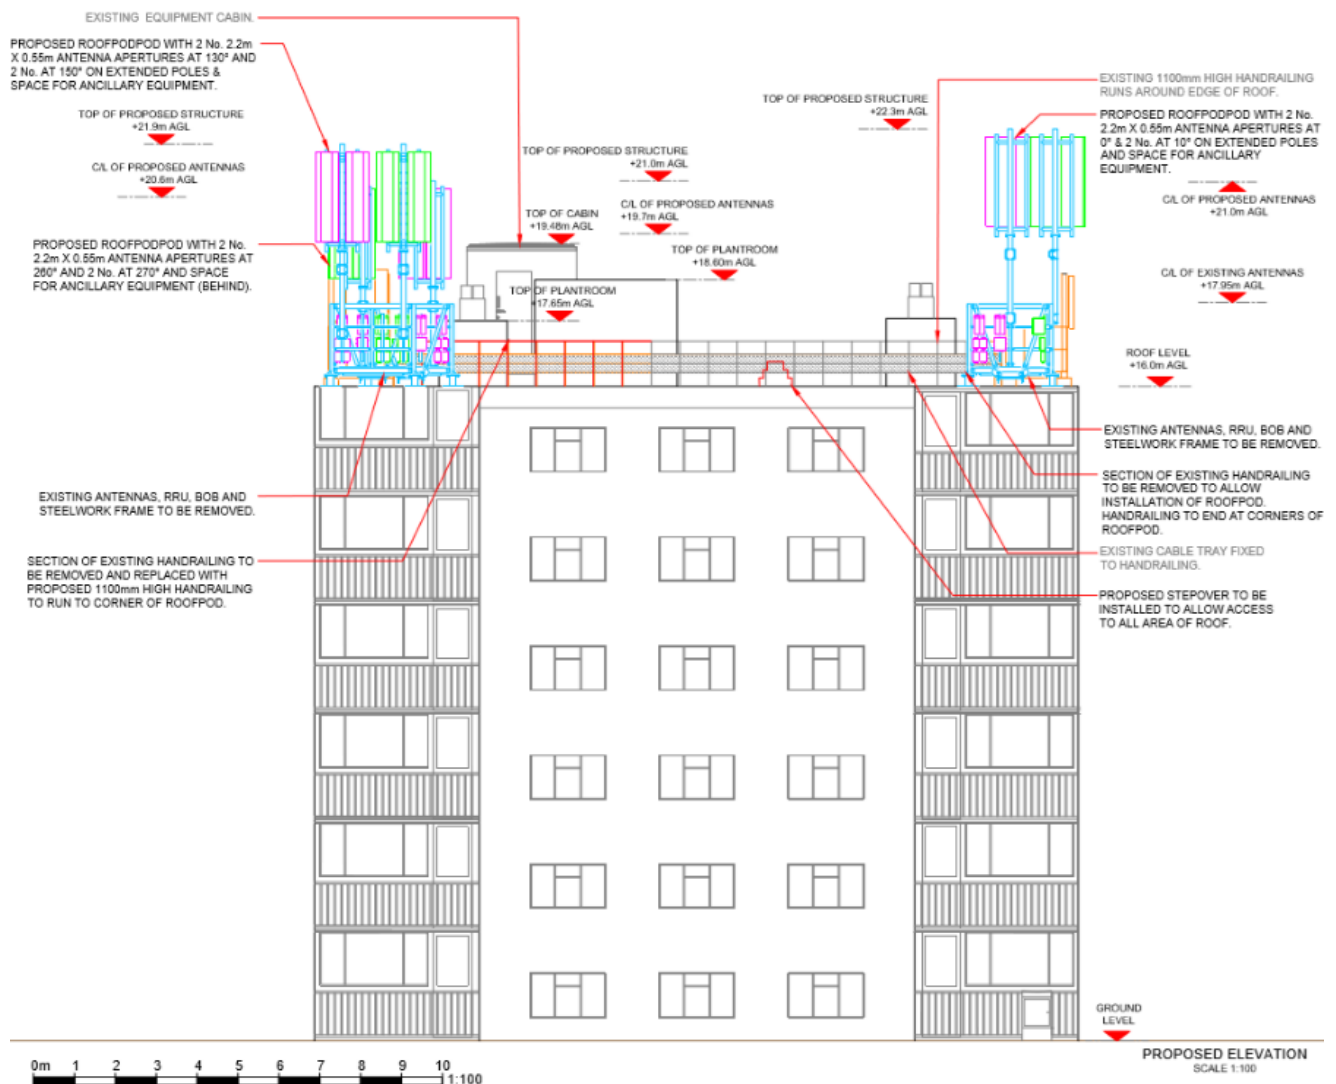 EXISTING EQUIPMENT CABIN.
PROPOSED ROOFPODPOD WITH 2 No. 2.2m
X 0.55m ANTENNA APERTURES AT 130° AND
2 No. AT 150° ON EXTENDED POLES &
SPACE FOR ANCILLARY EQUIPMENT.
TOP OF PROPOSED STRUCTURE
+21.9m AGL
C/L OF PROPOSED ANTENNAS
+20.6m AGL
PROPOSED ROOFPODPOD WITH 2 No.
2.2m X 0.55m ANTENNA APERTURES AT
260° AND 2 No. AT 270° AND SPACE
FOR ANCILLARY EQUIPMENT (BEHIND).
TOP OF PROPOSED STRUCTURE
+21.0m AGL
C/L OF PROPOSED ANTENNAS
+19.7m AGL
TOP OF CABIN
+19.48m AGL
TOP OF PLANTROOM
+18.60m AGL
TOP OF PLANTROOM
+17.65m AGL
TOP OF PROPOSED STRUCTURE
+22.3m AGL
EXISTING 1100mm HIGH HANDRAILING
RUNS AROUND EDGE OF ROOF.
PROPOSED ROOFPODPOD WITH 2 No.
2.2m X 0.55m ANTENNA APERTURES AT
0° & 2 No. AT 10° ON EXTENDED POLES
AND SPACE FOR ANCILLARY
EQUIPMENT.
C/L OF PROPOSED ANTENNAS
+21.0m AGL
C/L OF EXISTING ANTENNAS
+17.95m AGL
ROOF LEVEL
+16.0m AGL
EXISTING ANTENNAS, RRU, BOB AND
STEELWORK FRAME TO BE REMOVED.
SECTION OF EXISTING HANDRAILING
TO BE REMOVED TO ALLOW
INSTALLATION OF ROOFPOD.
HANDRAILING TO END AT CORNERS OF
ROOFPOD.
EXISTING CABLE TRAY FIXED
TO HANDRAILING.
PROPOSED STEPOVER TO BE
INSTALLED TO ALLOW ACCESS
TO ALL AREA OF ROOF.
EXISTING ANTENNAS, RRU, BOB AND
STEELWORK FRAME TO BE REMOVED.
SECTION OF EXISTING HANDRAILING TO
BE REMOVED AND REPLACED WITH
PROPOSED 1100mm HIGH HANDRAILING
TO RUN TO CORNER OF ROOFPOD.
GROUND
LEVEL
PROPOSED ELEVATION
SCALE 1:100
0m 1 2 3 4 5 6 7 8 9 10
1:100